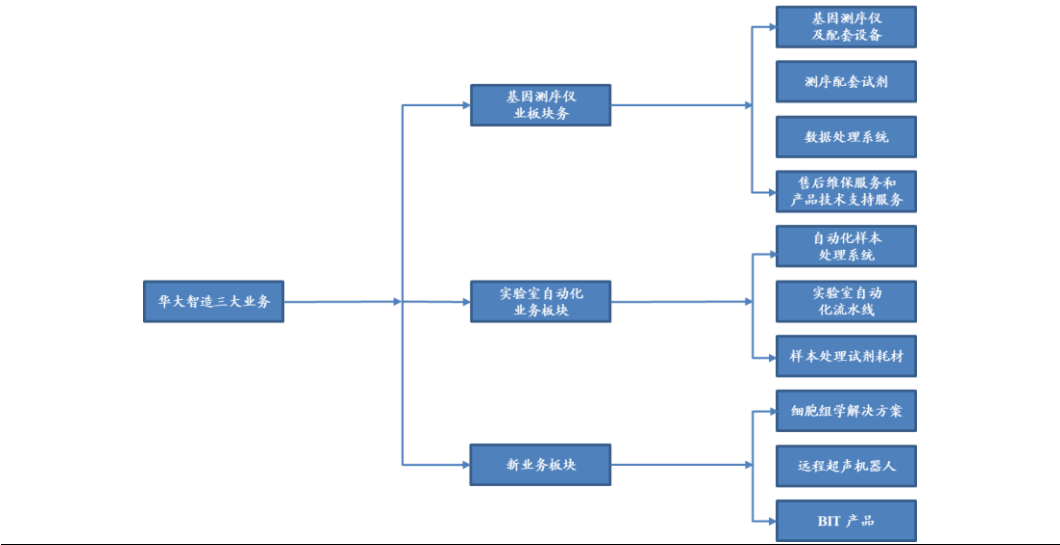 基因测序仪
及配套设备
测序配套试剂
基因测序仪
业板块务
数据处理系统
售后维保服务和
产品技术支持服务
自动化样本
处理系统
华大智造三大业务
实验室自动化
业务板块
实验室自动
化流水线
样本处理试剂耗材
细胞组学解决方案
新业务板块
远程超声机器人
BIT 产品